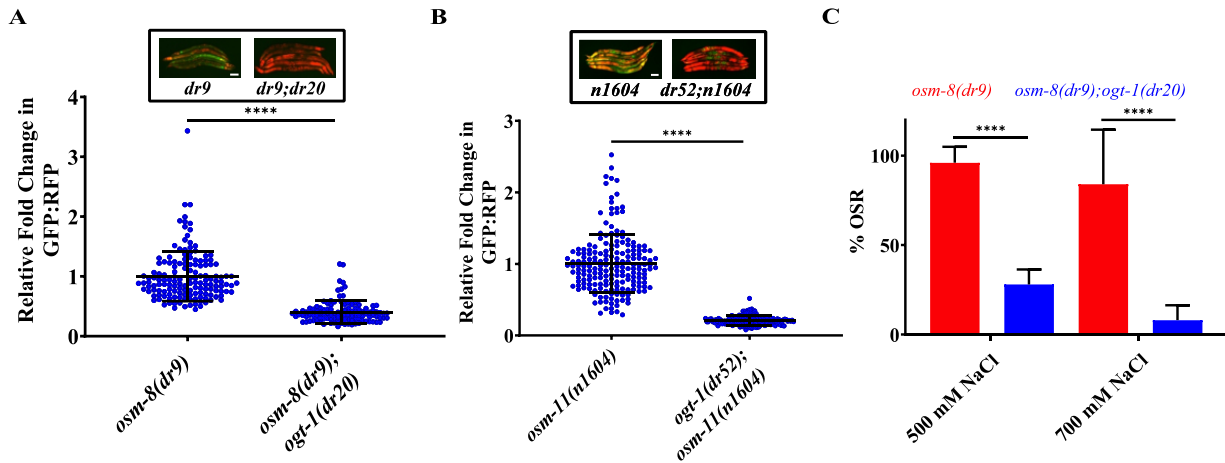 A
dr9 dr9;dr20
****
Relative Fold Change in
GFP:RFP
4
3
2
1
0
osm-8(dr9)
osm-8(dr9);
ogt-1(dr20)
B
n1604 dr52;n1604
****
Relative Fold Change in
GFP:RFP
3
2
1
0
osm-11(n1604)
ogt-1(dr52);
osm-11(n1604)
C
osm-8(dr9) osm-8(dr9);ogt-1(dr20)
**** ****
% OSR
100
50
0
500 mM NaCl
700 mM NaCl